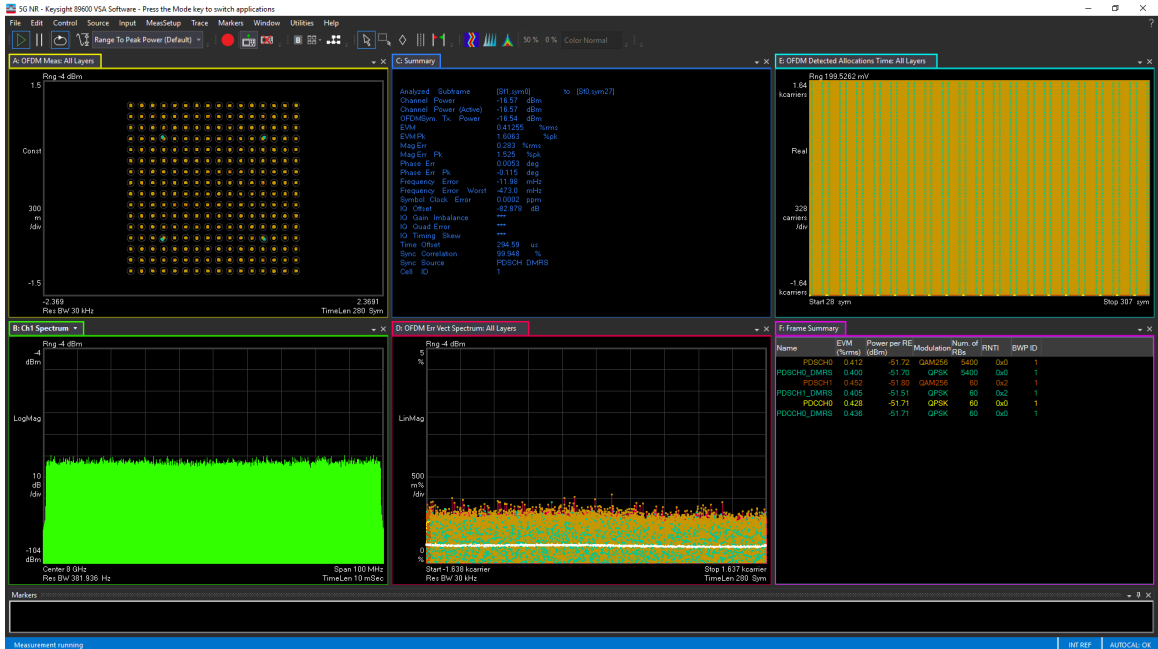 5G NR - Keysight 89600 VSA Software - Press the Mode key to switch applications
File Edit Control Source Input MeasSetup Trace Markers Window Utilities Help
Range To Peak Power (Default) 50 % 0 % Color Normal
A: OFDM Meas: All Layers
Rng -4 dBm
1.5
Const
300
m
/div
-1.5
-2.369 2.3691
Res BW 30 kHz TimeLen 280 Sym
C: Summary
Analyzed Subframe [Sf1,sym0] to [Sf0,sym27]
Channel Power -16.57 dBm
Channel Power (Active) -16.57 dBm
OFDMSym. Tx. Power -16.54 dBm
EVM 0.41255 %rms
EVM Pk 1.6063 %pk
Mag Err 0.283 %rms
Mag Err Pk 1.525 %pk
Phase Err 0.0053 deg
Phase Err Pk -0.115 deg
Frequency Error -11.98 mHz
Frequency Error Worst -473.0 mHz
Symbol Clock Error 0.0002 ppm
IQ Offset -82.878 dB
IQ Gain Imbalance ***
IQ Quad Error ***
IQ Timing Skew ***
Time Offset 294.59 us
Sync Correlation 99.948 %
Sync Source PDSCH DMRS
Cell ID 1
E: OFDM Detected Allocations Time: All Layers
Rng 199.5262 mV
1.64
kcarriers
Real
328
carriers
/div
-1.64
kcarriers
Start 28 sym Stop 307 sym
B: Ch1 Spectrum
Rng -4 dBm
-4
dBm
LogMag
10
dB
/div
-104
dBm
Center 8 GHz Span 100 MHz
Res BW 381.936 Hz TimeLen 10 mSec
D: OFDM Err Vect Spectrum: All Layers
Rng -4 dBm
5
%
LinMag
500
m%
/div
0
%
Start -1.638 kcarrier Stop 1.637 kcarrier
Res BW 30 kHz TimeLen 280 Sym
F: Frame Summary
Name EVM (%rms) Power per RE (dBm) Modulation Num. of RBs RNTI BWP ID
PDSCH0 0.412 -51.72 QAM256 5400 0x0 1
PDSCH0_DMRS 0.400 -51.70 QPSK 5400 0x0 1
PDSCH1 0.452 -51.80 QAM256 60 0x2 1
PDSCH1_DMRS 0.405 -51.51 QPSK 60 0x2 1
PDCCH0 0.428 -51.71 QPSK 60 0x0 1
PDCCH0_DMRS 0.436 -51.71 QPSK 60 0x0 1
Markers
Measurement running INT REF AUTOCAL: OK